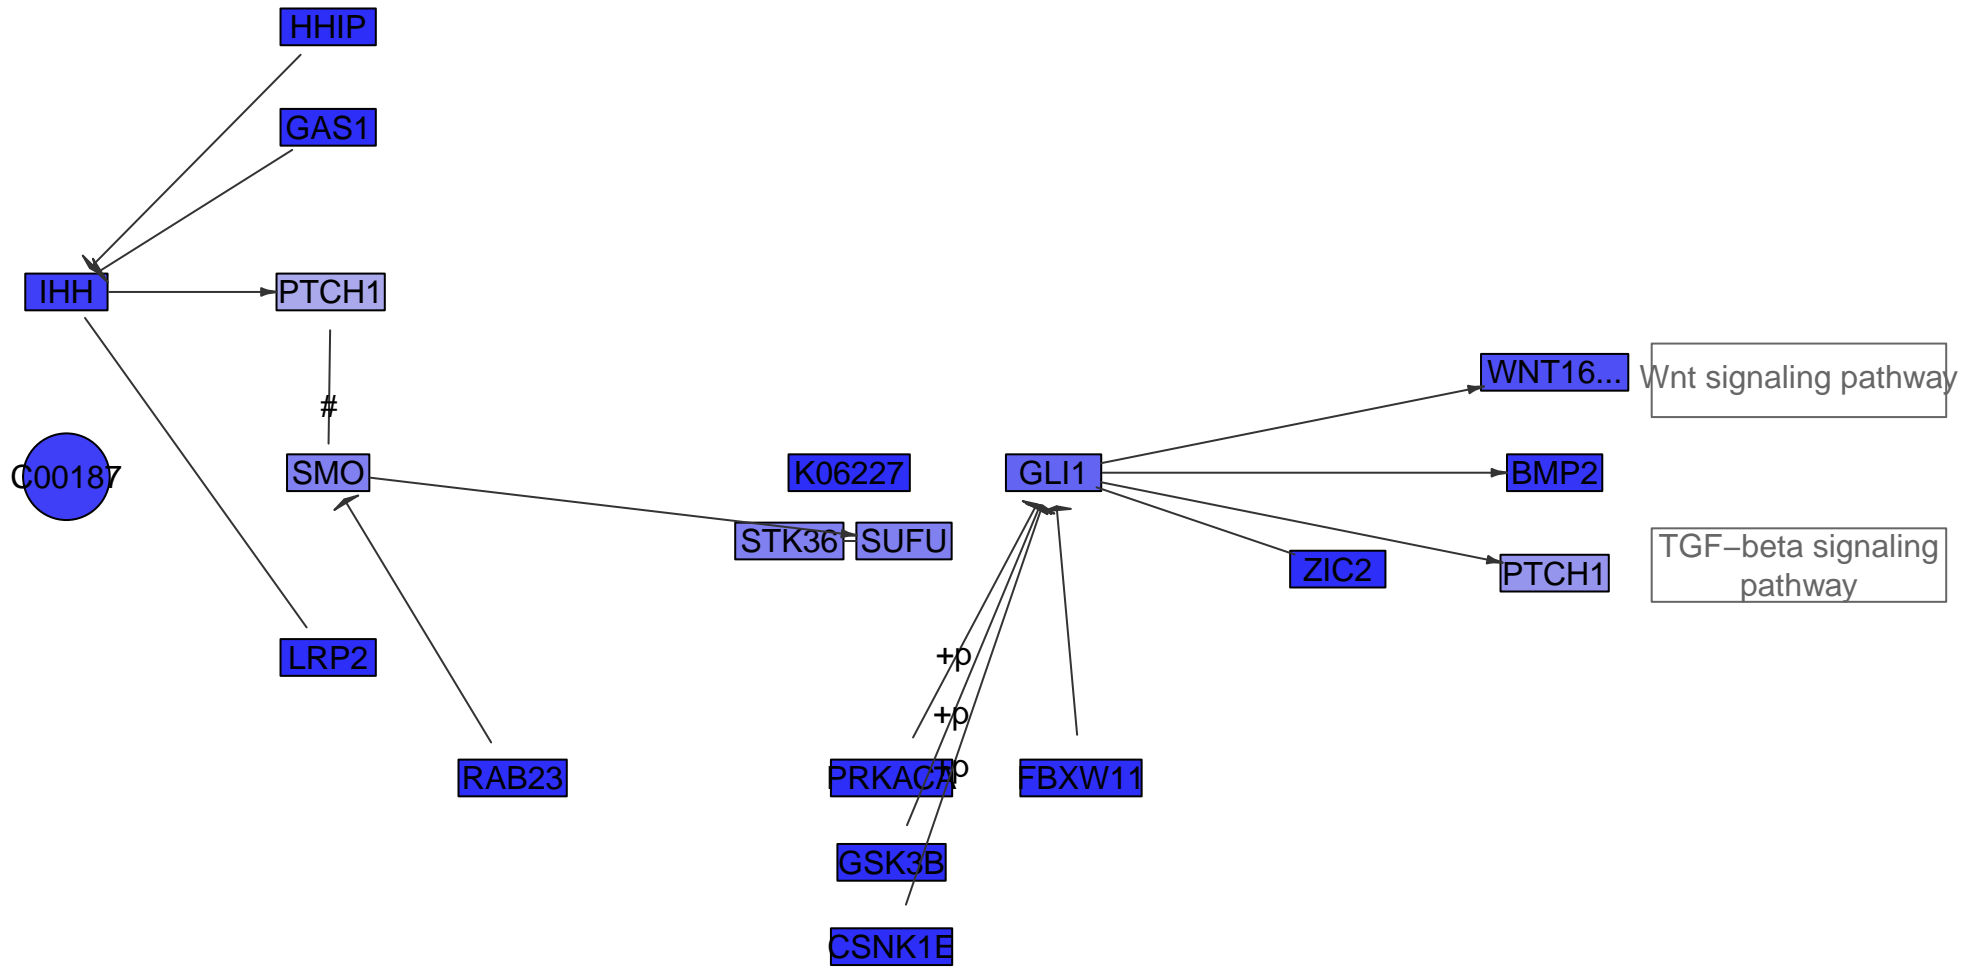 HHIP
GAS1
IHH
PTCH1
#
WNT16...
Wnt signaling pathway
C00187
SMO
K06227
GLI1
BMP2
STK36
SUFU
ZIC2
PTCH1
TGF−beta signaling
pathway
LRP2
+p
+p
+p
RAB23
PRKACA
FBXW11
GSK3B
CSNK1E